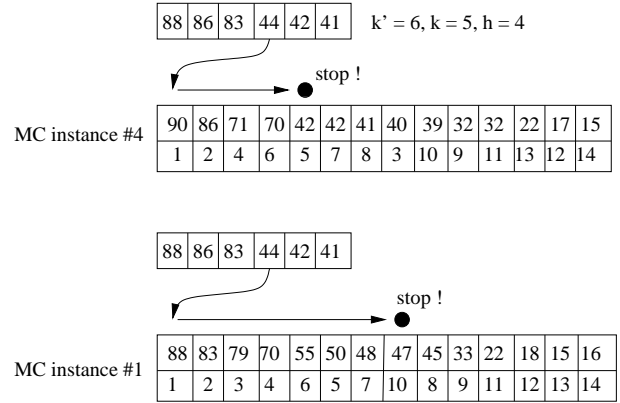 88 86 83 44 42 41 k' = 6, k = 5, h = 4
stop !
90 86 71 70 42 42 41 40 39 32 32 22 17 15
MC instance #4
1 2 4 6 5 7 8 3 10 9 11 13 12 14
88 86 83 44 42 41
stop !
88 83 79 70 55 50 48 47 45 33 22 18 15 16
MC instance #1
1 2 3 4 6 5 7 10 8 9 11 12 13 14